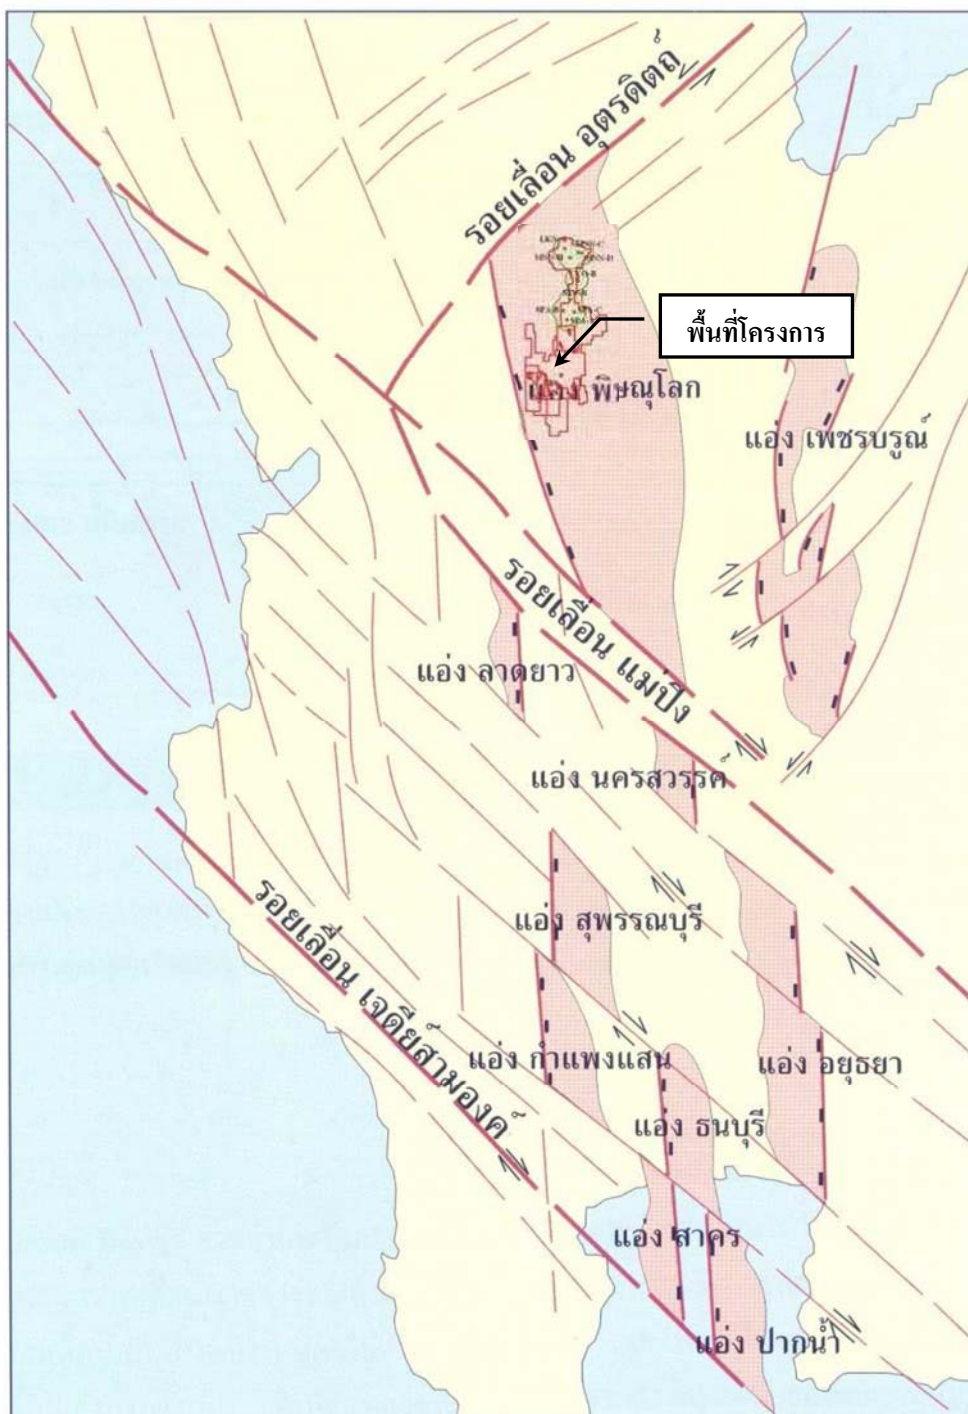 รอยเลื่อน อุตรดิตถ์
พื้นที่โครงการ
แอ่ง พิษณุโลก
แอ่ง เพชรบรูณ์
รอยเลื่อน แม่ปิง
แอ่ง ลาดยาว
แอ่ง นครสวรรค์
รอยเลื่อน เจดีย์สามองค์
แอ่ง สุพรรณบุรี
แอ่ง กำแพงแสน
แอ่ง อยุธยา
แอ่ง ธนบุรี
แอ่ง สาคร
แอ่ง ปากน้ำ